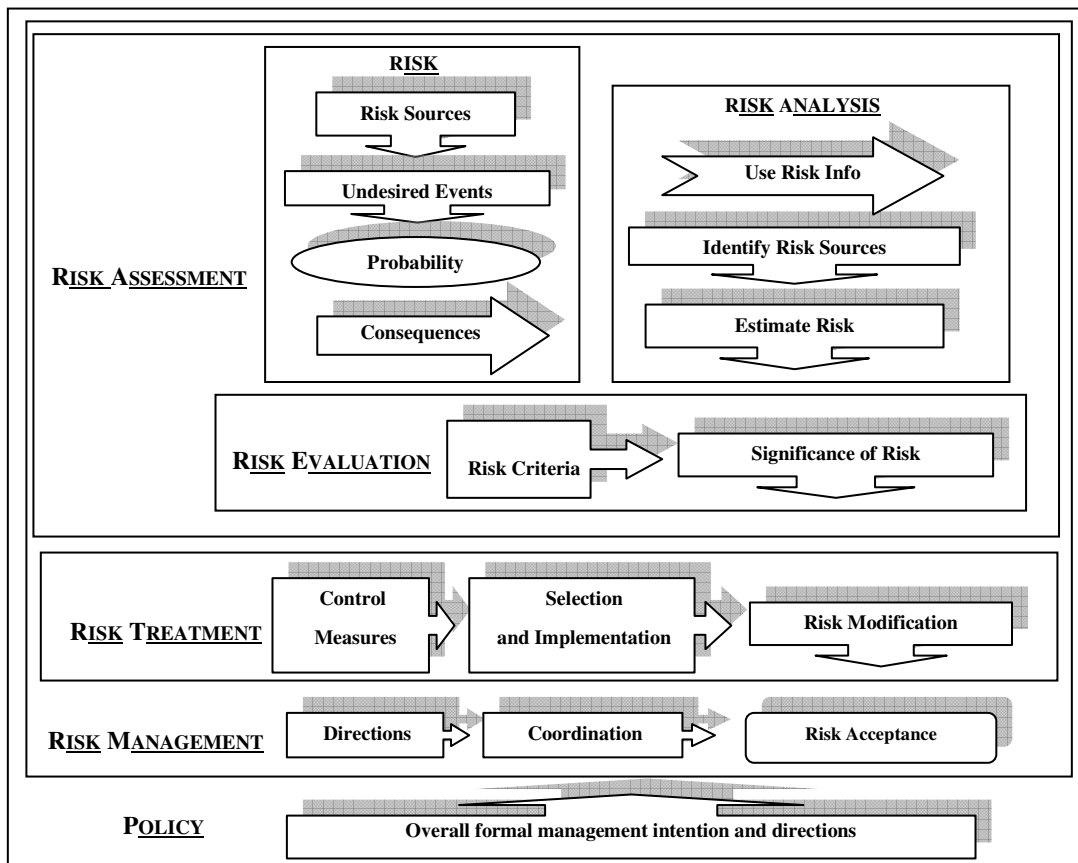 RISK
Risk Sources
Undesired Events
Probability
Consequences
RISK ANALYSIS
Use Risk Info
Identify Risk Sources
Estimate Risk
RISK ASSESSMENT
RISK EVALUATION
Risk Criteria
Significance of Risk
RISK TREATMENT
Control
Measures
Selection
and Implementation
Risk Modification
RISK MANAGEMENT
Directions
Coordination
Risk Acceptance
POLICY
Overall formal management intention and directions